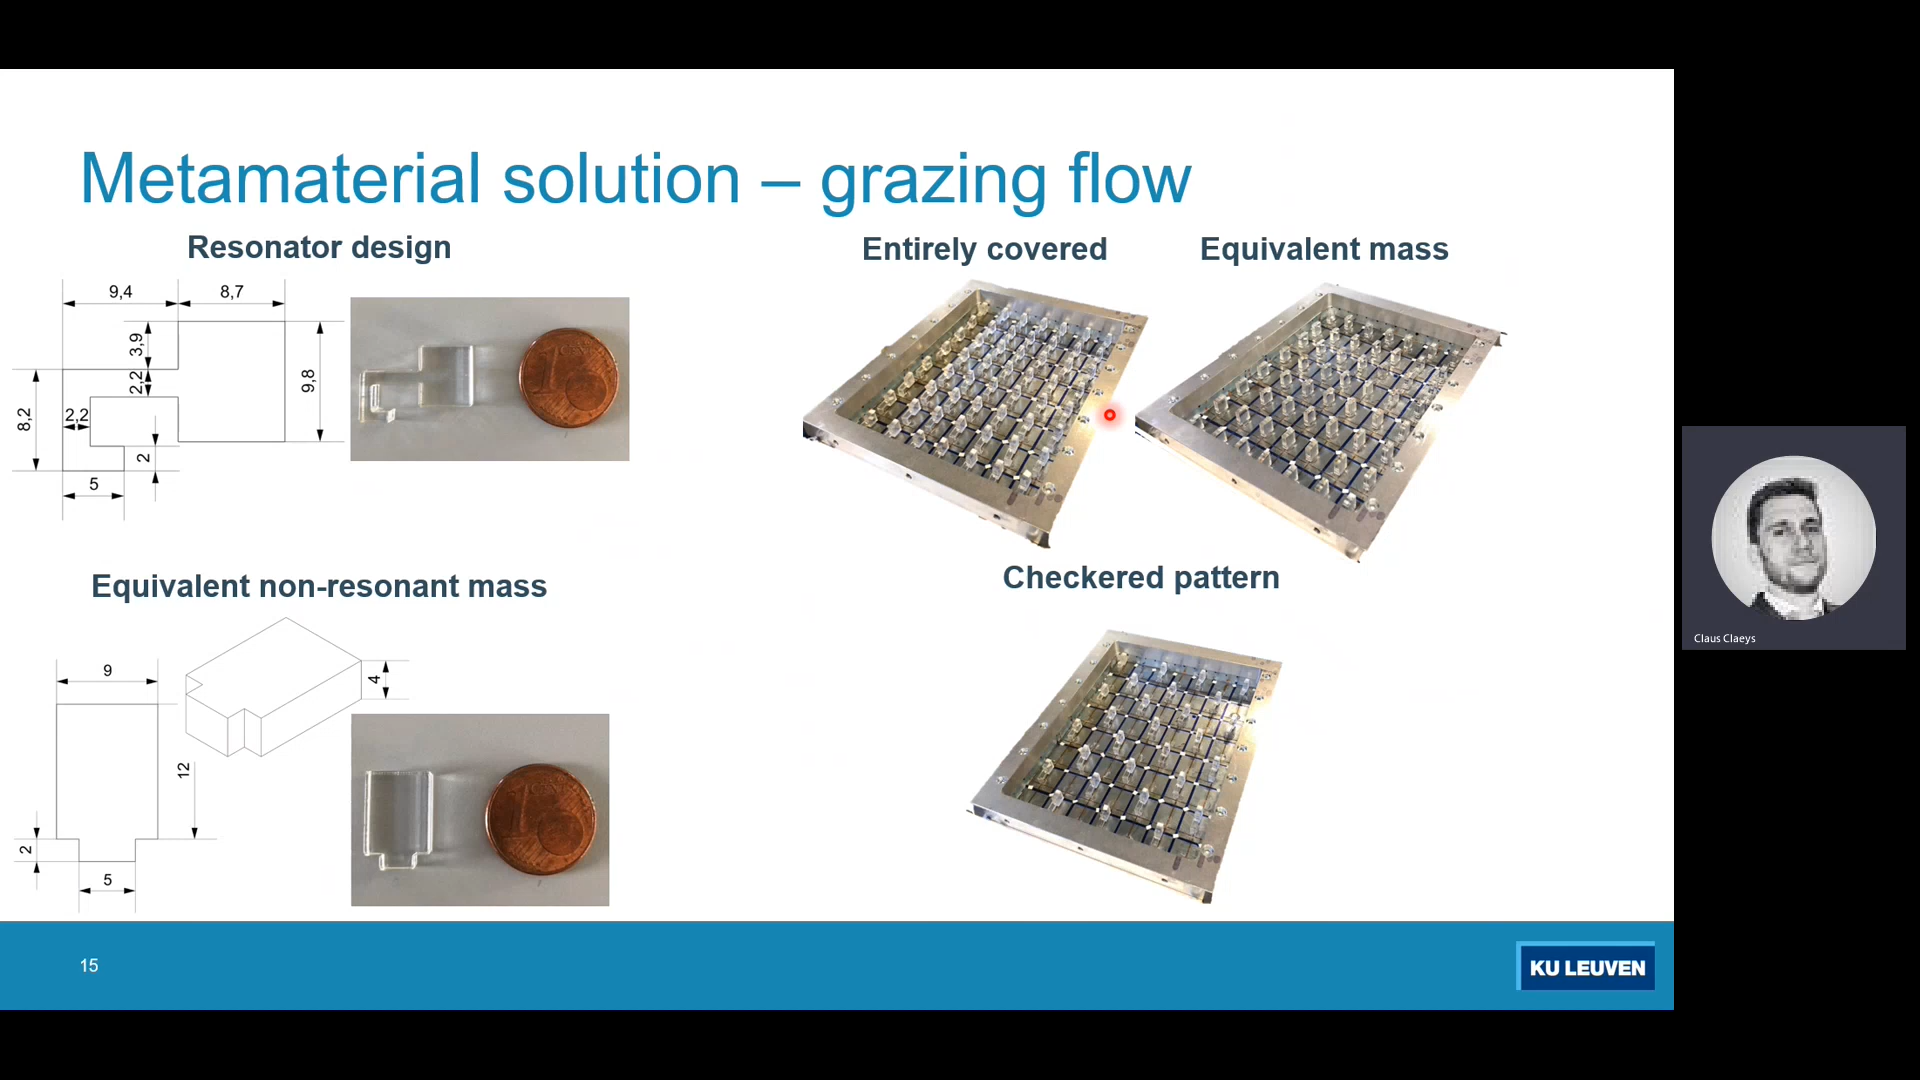 Metamaterial solution – grazing flow
Resonator design
9,4
8,7
3,9
2,2
9,8
8,2
2,2
2
5
Equivalent non-resonant mass
9
4
12
2
5
Entirely covered
Equivalent mass
Checkered pattern
Claus Claeys
15
KU LEUVEN